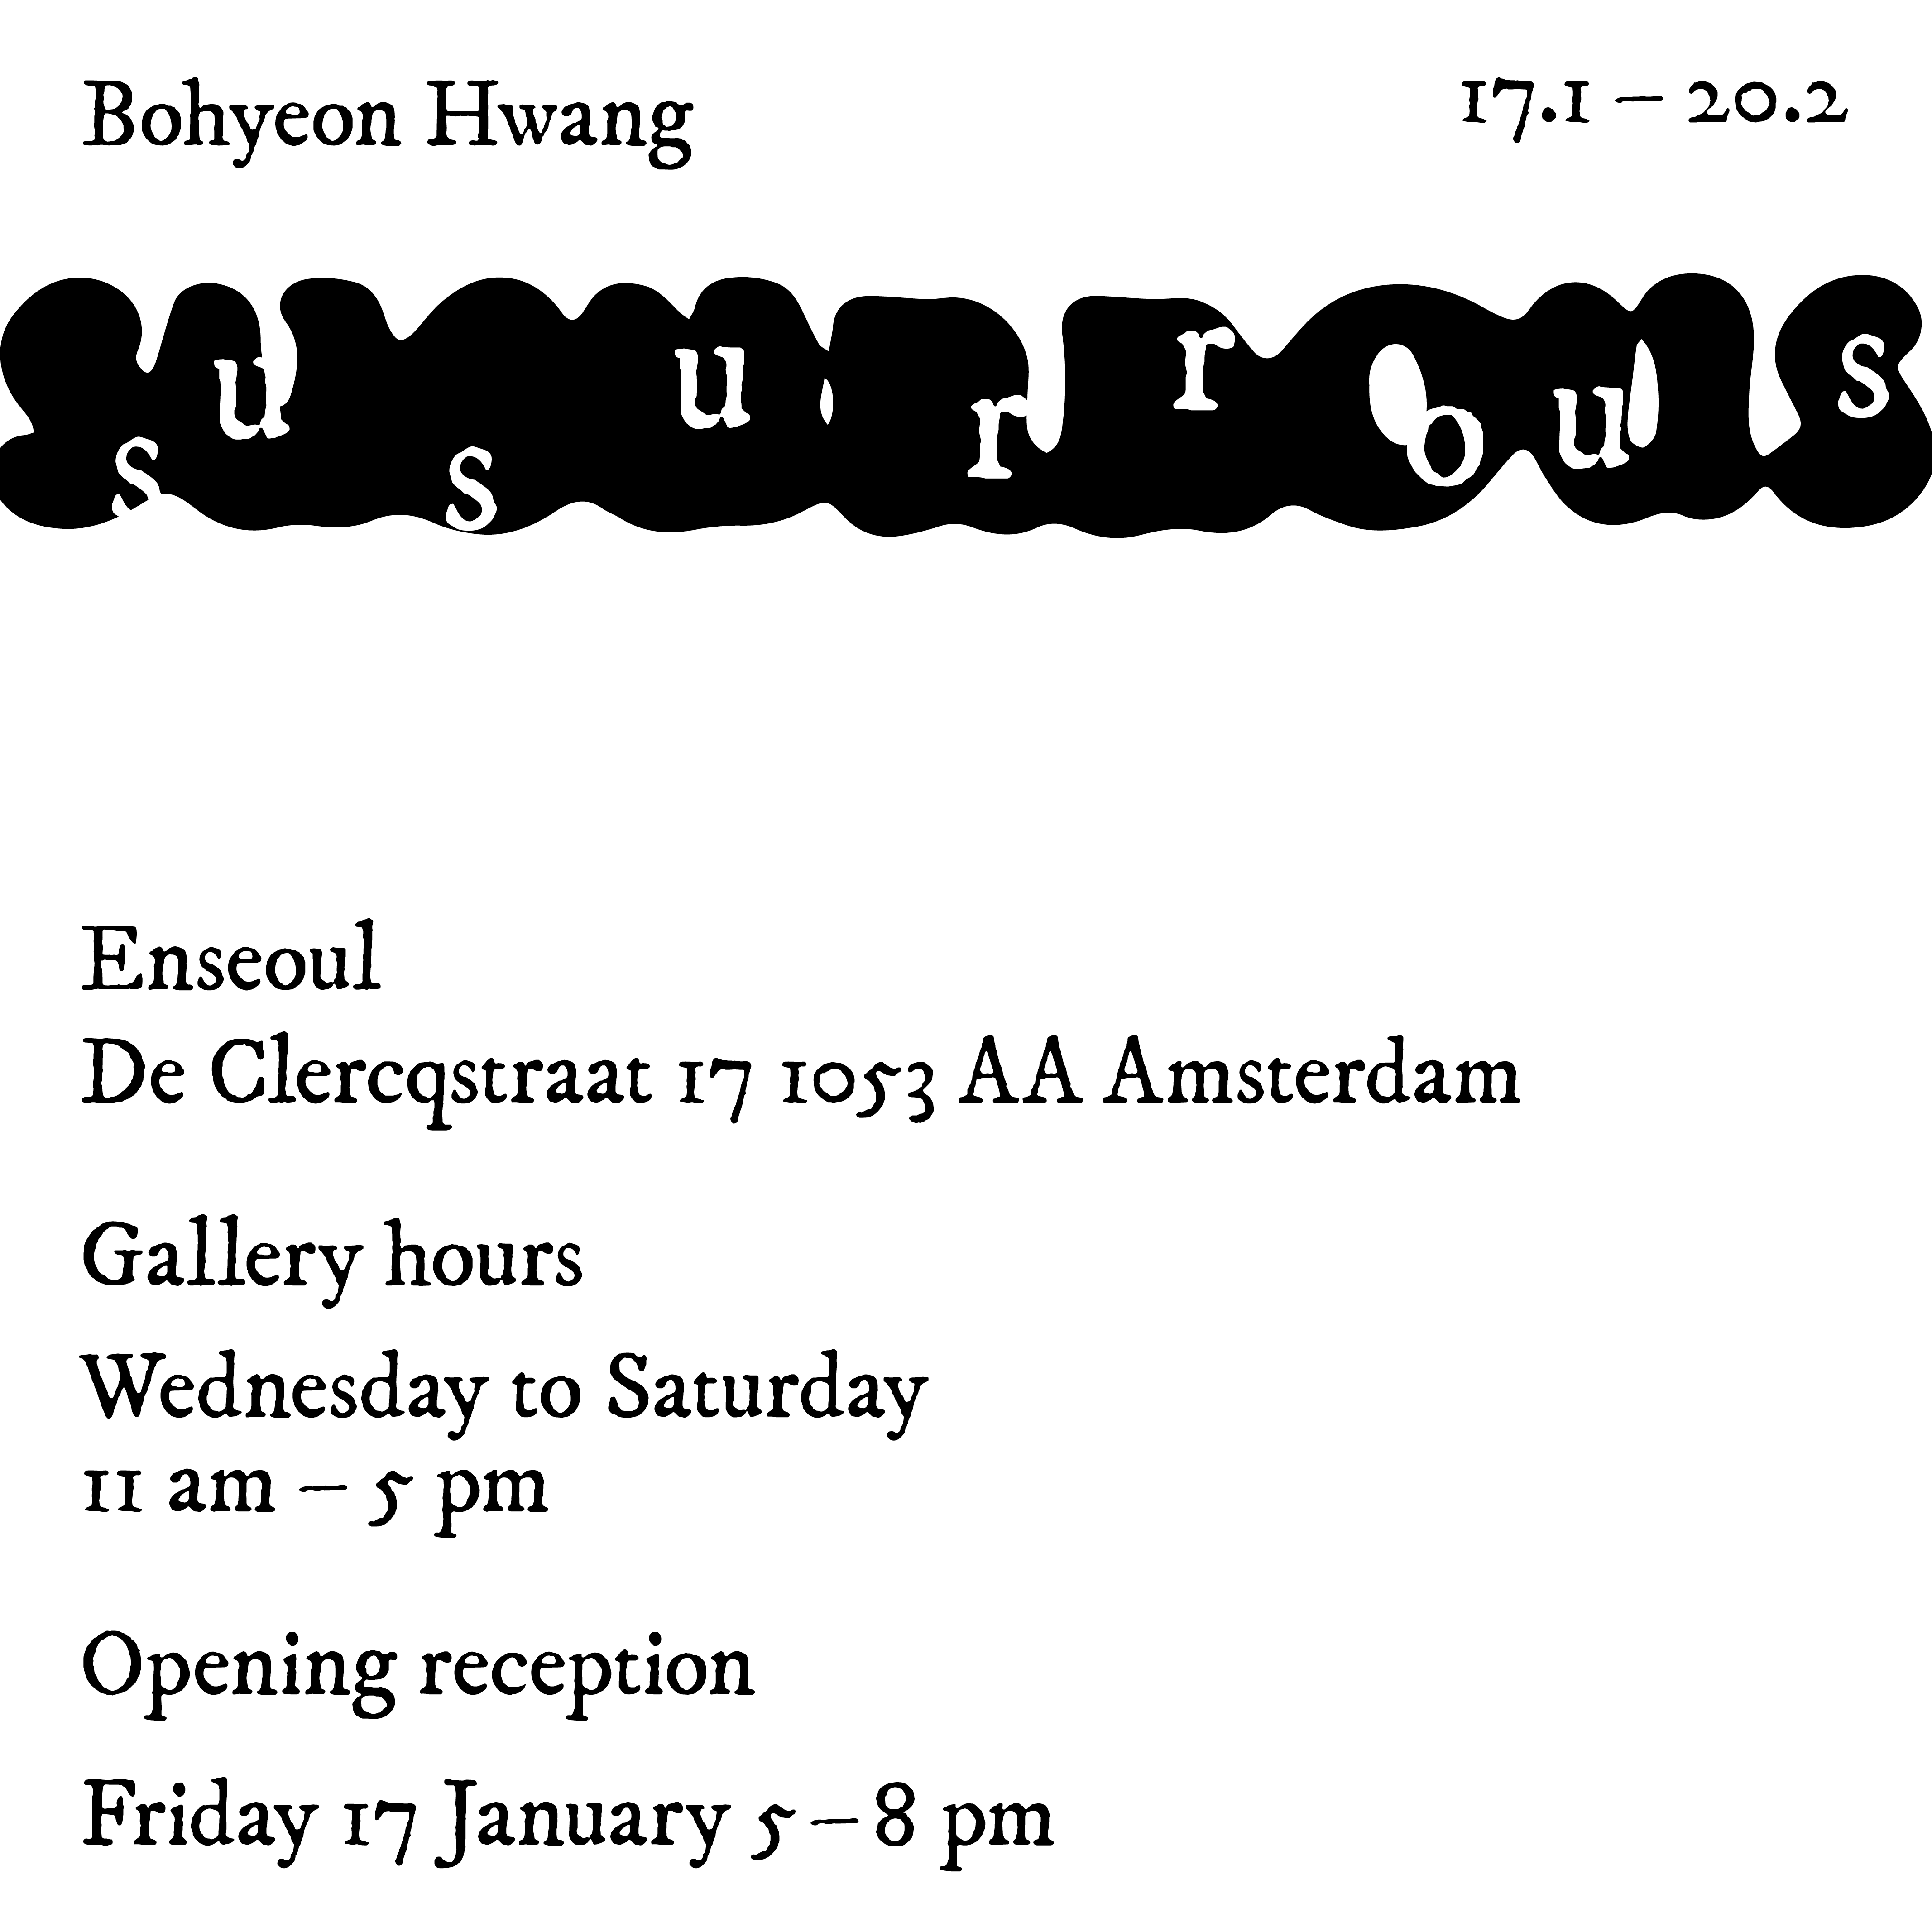 Bohyeon Hwang 17.1 — 20.2
susurrous
Enseoul
De Clercqstraat 17 1053 AA Amsterdam
Gallery hours
Wednesday to Saturday
11 am — 5 pm
Opening reception
Friday 17 January 5 — 8 pm